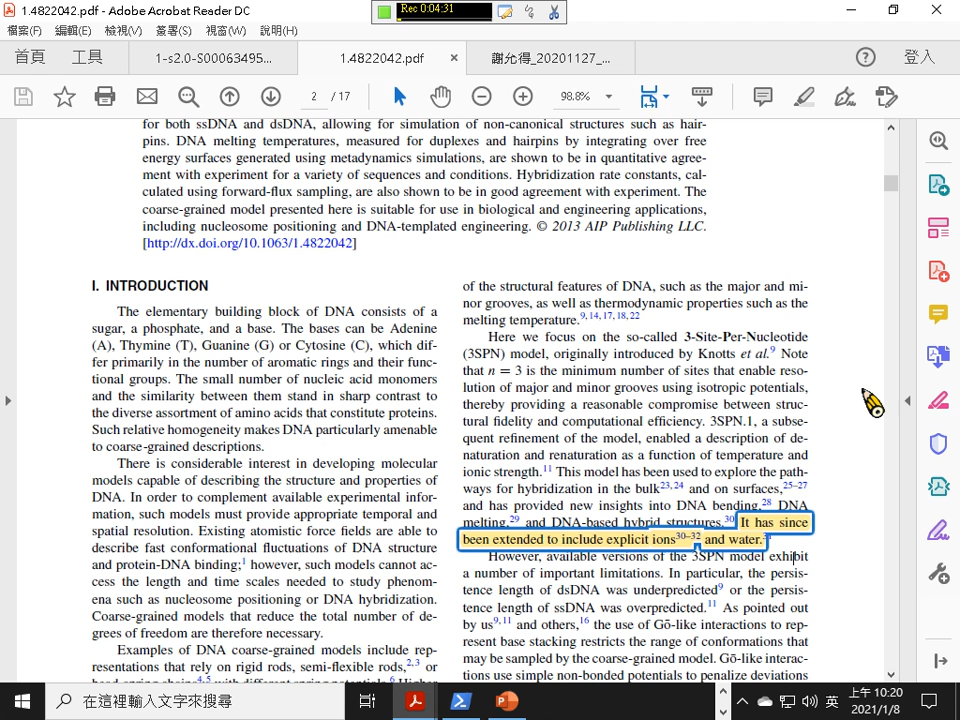 1.4822042.pdf - Adobe Acrobat Reader DC
Rec 0:04:31
檔案(F) 編輯(E) 檢視(V) 簽署(S) 視窗(W) 說明(H)
首頁 工具 1-s2.0-S00063495... 1.4822042.pdf × 謝允得_20201127_... 登入
2 / 17 98.8%
for both ssDNA and dsDNA, allowing for simulation of non-canonical structures such as hair-
pins. DNA melting temperatures, measured for duplexes and hairpins by integrating over free
energy surfaces generated using metadynamics simulations, are shown to be in quantitative agree-
ment with experiment for a variety of sequences and conditions. Hybridization rate constants, cal-
culated using forward-flux sampling, are also shown to be in good agreement with experiment. The
coarse-grained model presented here is suitable for use in biological and engineering applications,
including nucleosome positioning and DNA-templated engineering. © 2013 AIP Publishing LLC.
[http://dx.doi.org/10.1063/1.4822042]
I. INTRODUCTION
The elementary building block of DNA consists of a
sugar, a phosphate, and a base. The bases can be Adenine
(A), Thymine (T), Guanine (G) or Cytosine (C), which dif-
fer primarily in the number of aromatic rings and their func-
tional groups. The small number of nucleic acid monomers
and the similarity between them stand in sharp contrast to
the diverse assortment of amino acids that constitute proteins.
Such relative homogeneity makes DNA particularly amenable
to coarse-grained descriptions.
There is considerable interest in developing molecular
models capable of describing the structure and properties of
DNA. In order to complement available experimental infor-
mation, such models must provide appropriate temporal and
spatial resolution. Existing atomistic force fields are able to
describe fast conformational fluctuations of DNA structure
and protein-DNA binding;1 however, such models cannot ac-
cess the length and time scales needed to study phenom-
ena such as nucleosome positioning or DNA hybridization.
Coarse-grained models that reduce the total number of de-
grees of freedom are therefore necessary.
Examples of DNA coarse-grained models include rep-
resentations that rely on rigid rods, semi-flexible rods,2,3 or
of the structural features of DNA, such as the major and mi-
nor grooves, as well as thermodynamic properties such as the
melting temperature.9,14,17,18,22
Here we focus on the so-called 3-Site-Per-Nucleotide
(3SPN) model, originally introduced by Knotts et al.9 Note
that n = 3 is the minimum number of sites that enable reso-
lution of major and minor grooves using isotropic potentials,
thereby providing a reasonable compromise between struc-
tural fidelity and computational efficiency. 3SPN.1, a subse-
quent refinement of the model, enabled a description of de-
naturation and renaturation as a function of temperature and
ionic strength.11 This model has been used to explore the path-
ways for hybridization in the bulk23,24 and on surfaces,25–27
and has provided new insights into DNA bending,28 DNA
melting,29 and DNA-based hybrid structures.30 It has since
been extended to include explicit ions30–32 and water.
However, available versions of the 3SPN model exhibit
a number of important limitations. In particular, the persis-
tence length of dsDNA was underpredicted9 or the persis-
tence length of ssDNA was overpredicted.11 As pointed out
by us9,11 and others,16 the use of Gō-like interactions to rep-
resent base stacking restricts the range of conformations that
may be sampled by the coarse-grained model. Gō-like interac-
tions use simple non-bonded potentials to penalize deviations
在這裡輸入文字來搜尋 英 上午 10:20
2021/1/8